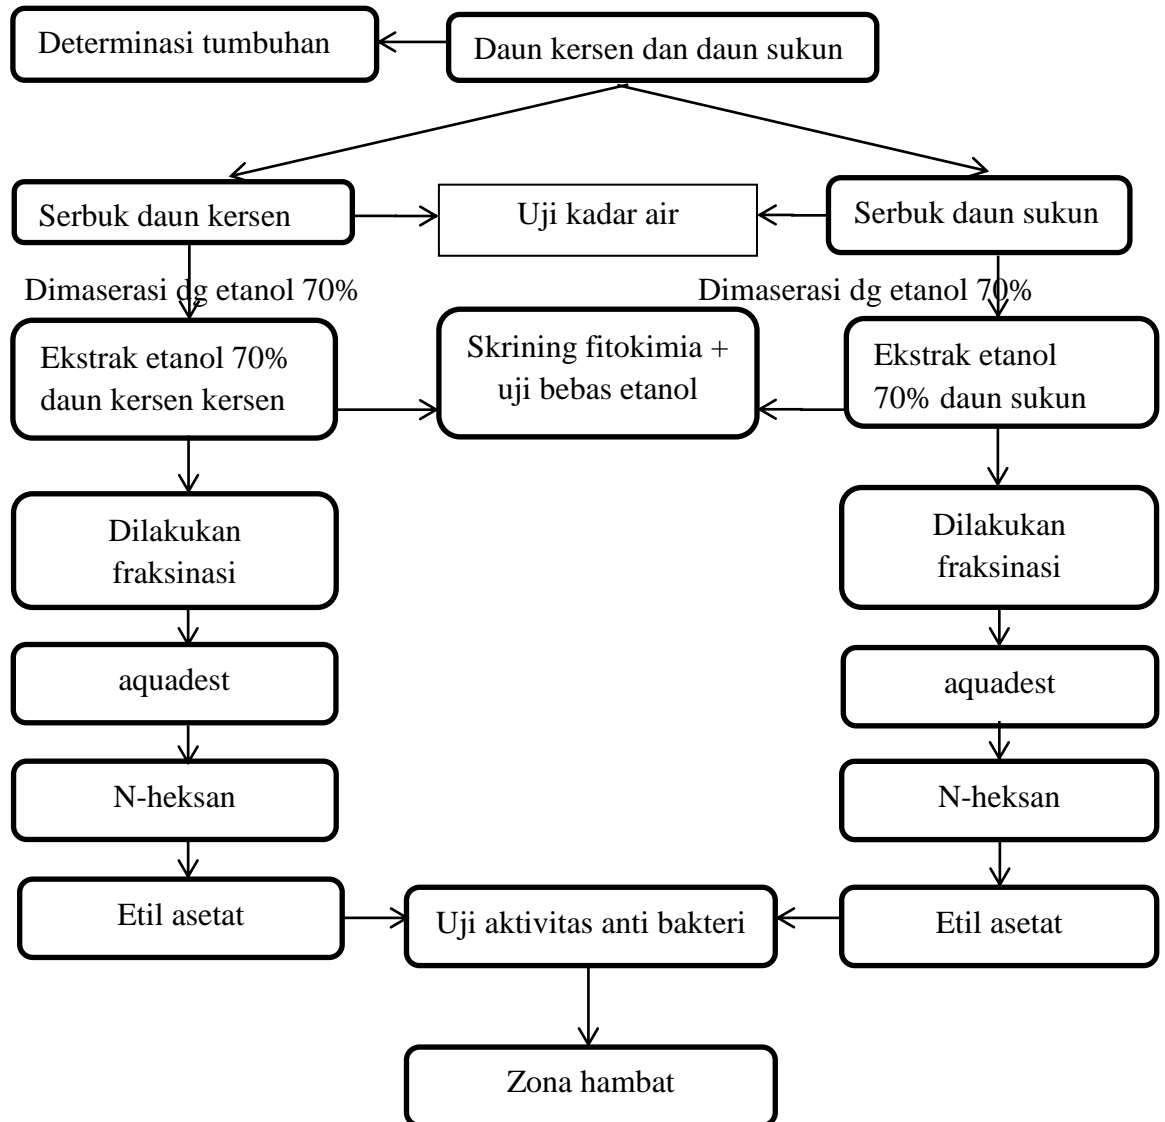 Determinasi tumbuhan
Daun kersen dan daun sukun
Serbuk daun kersen
Uji kadar air
Serbuk daun sukun
Dimaserasi dg etanol 70%
Dimaserasi dg etanol 70%
Ekstrak etanol 70%
daun kersen kersen
Skrining fitokimia +
uji bebas etanol
Ekstrak etanol
70% daun sukun
Dilakukan
fraksinasi
Dilakukan
fraksinasi
aquadest
aquadest
N-heksan
N-heksan
Etil asetat
Uji aktivitas anti bakteri
Etil asetat
Zona hambat